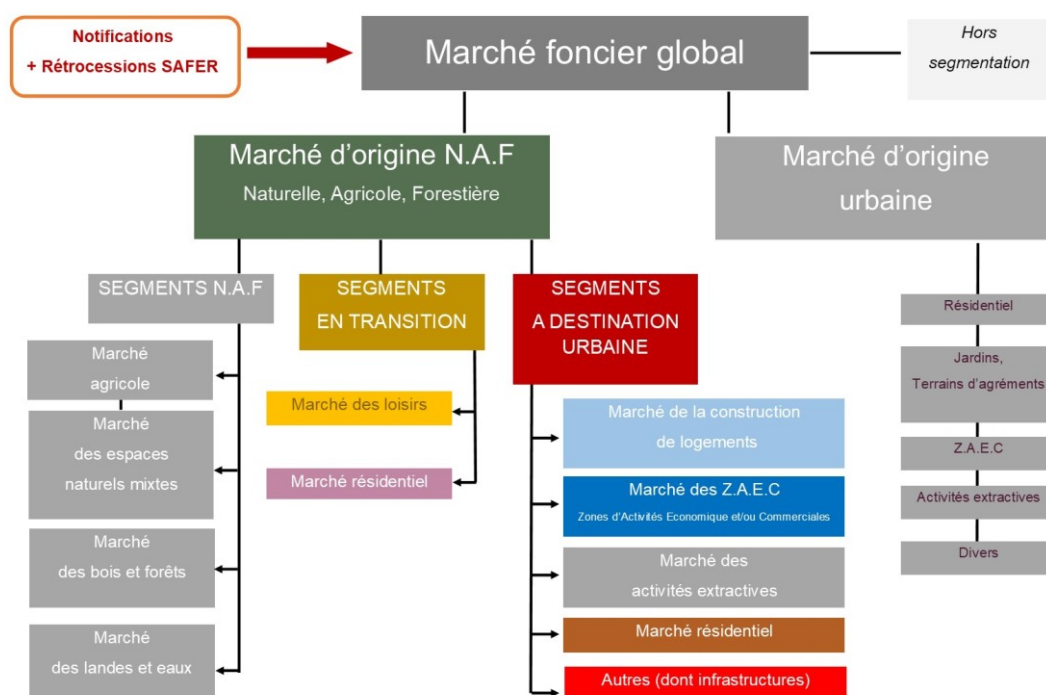 Notifications
+ Rétrocessions SAFER
Marché foncier global
Hors
segmentation
Marché d'origine N.A.F
Naturelle, Agricole, Forestière
Marché d'origine
urbaine
SEGMENTS N.A.F
SEGMENTS
EN TRANSITION
SEGMENTS
A DESTINATION
URBAINE
Marché
agricole
Marché
des espaces
naturels mixtes
Marché
des bois et forêts
Marché
des landes et eaux
Marché des loisirs
Marché résidentiel
Marché de la construction
de logements
Marché des Z.A.E.C
Zones d'Activités Economique et/ou Commerciales
Marché des
activités extractives
Marché résidentiel
Autres (dont infrastructures)
Résidentiel
Jardins,
Terrains d'agréments
Z.A.E.C
Activités extractives
Divers